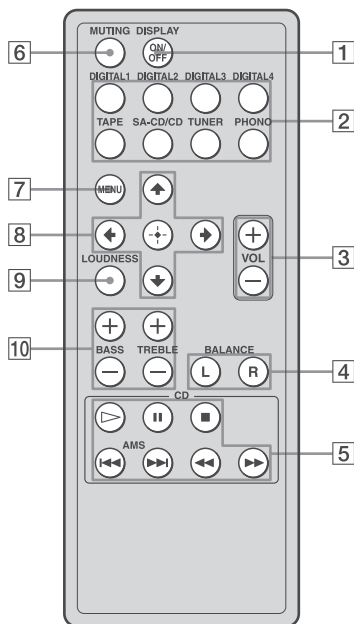 MUTING DISPLAY
6
ON/OFF
1
DIGITAL1 DIGITAL2 DIGITAL3 DIGITAL4
2
TAPE SA-CD/CD TUNER PHONO
7
MENU
8
VOL
3
LOUDNESS
9
10
BASS TREBLE
BALANCE
L R
4
CD
AMS
5